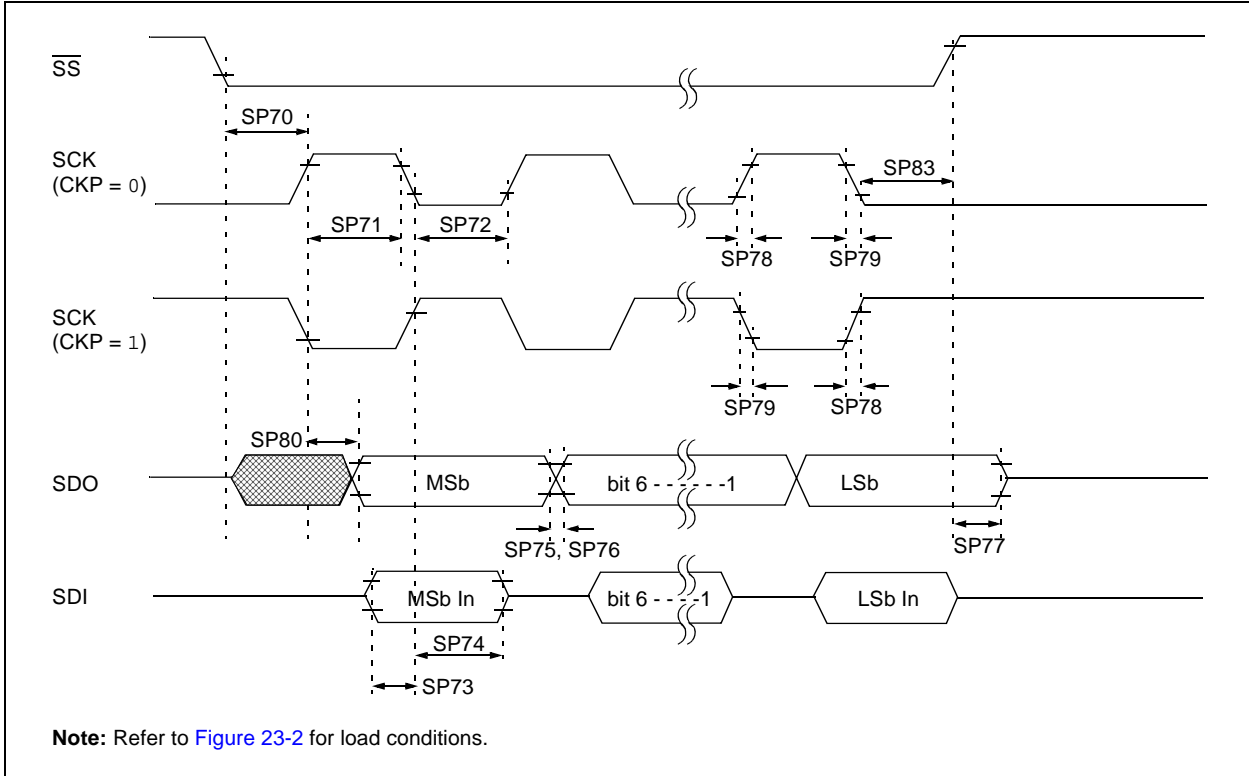 SS
SP70
SCK
(CKP = 0)
SP83
SP71
SP72
SP78
SP79
SCK
(CKP = 1)
SP79
SP78
SP80
SDO
MSb
bit 6 - - - - - -1
LSb
SP75, SP76
SP77
SDI
MSb In
bit 6 - - - -1
LSb In
SP74
SP73
Note: Refer to Figure 23-2 for load conditions.